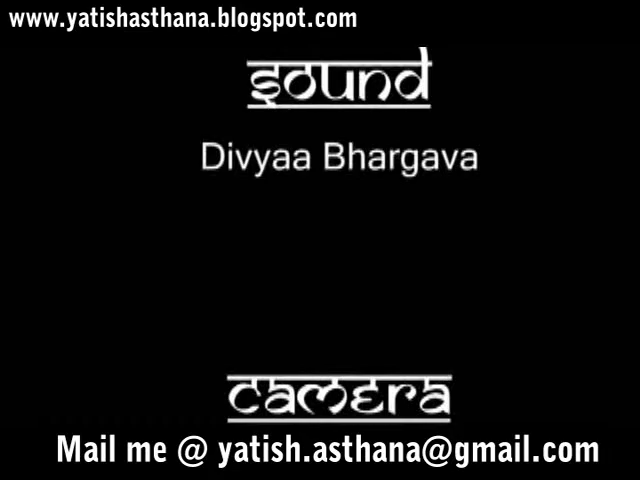 www.yatishasthana.blogspot.com
SOUND
Divyaa Bhargava
CAMERA
Mail me @ yatish.asthana@gmail.com